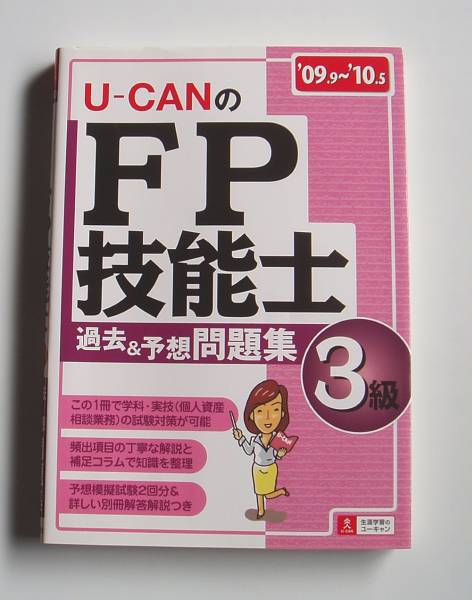 '09.9~'10.5
U-CANの
FP
技能士
過去&予想問題集
3級
この1冊で学科・実技(個人資産
相談業務)の試験対策が可能
頻出項目の丁寧な解説と
補足コラムで知識を整理
予想模擬試験2回分&
詳しい別冊解答解説つき
U-CAN
生涯学習の
ユーキャン